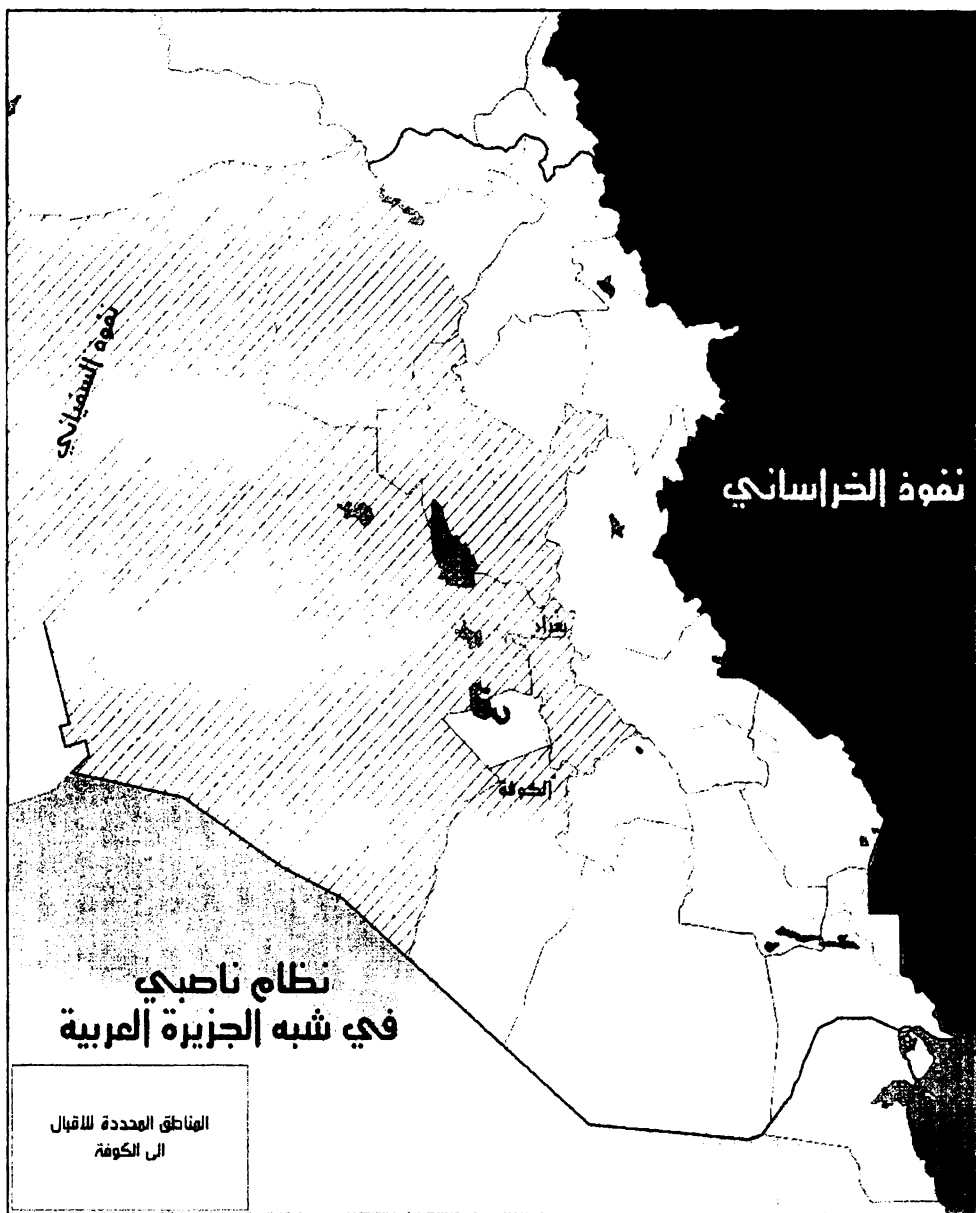 نفوذ السفياني
نفوذ الخراساني
بغداد
الكوفة
نظام ناصبي
في شبه الجزيرة العربية
المناطق المحددة للاقبال
الى الكوفة